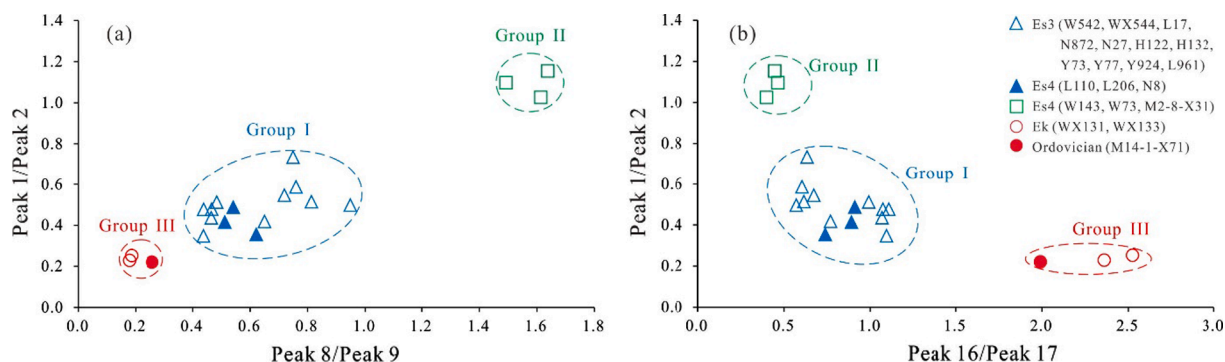 (a)
Peak 1/Peak 2
1.4
1.2
1.0
0.8
0.6
0.4
0.2
0.0
Group II
Group I
Group III
0.0 0.2 0.4 0.6 0.8 1.0 1.2 1.4 1.6 1.8
Peak 8/Peak 9
(b)
Peak 1/Peak 2
1.4
1.2
1.0
0.8
0.6
0.4
0.2
0.0
Group II
Group I
Group III
0.0 0.5 1.0 1.5 2.0 2.5 3.0
Peak 16/Peak 17
Es3 (W542, WX544, L17,
N872, N27, H122, H132,
Y73, Y77, Y924, L961)
Es4 (L110, L206, N8)
Es4 (W143, W73, M2-8-X31)
Ek (WX131, WX133)
Ordovician (M14-1-X71)